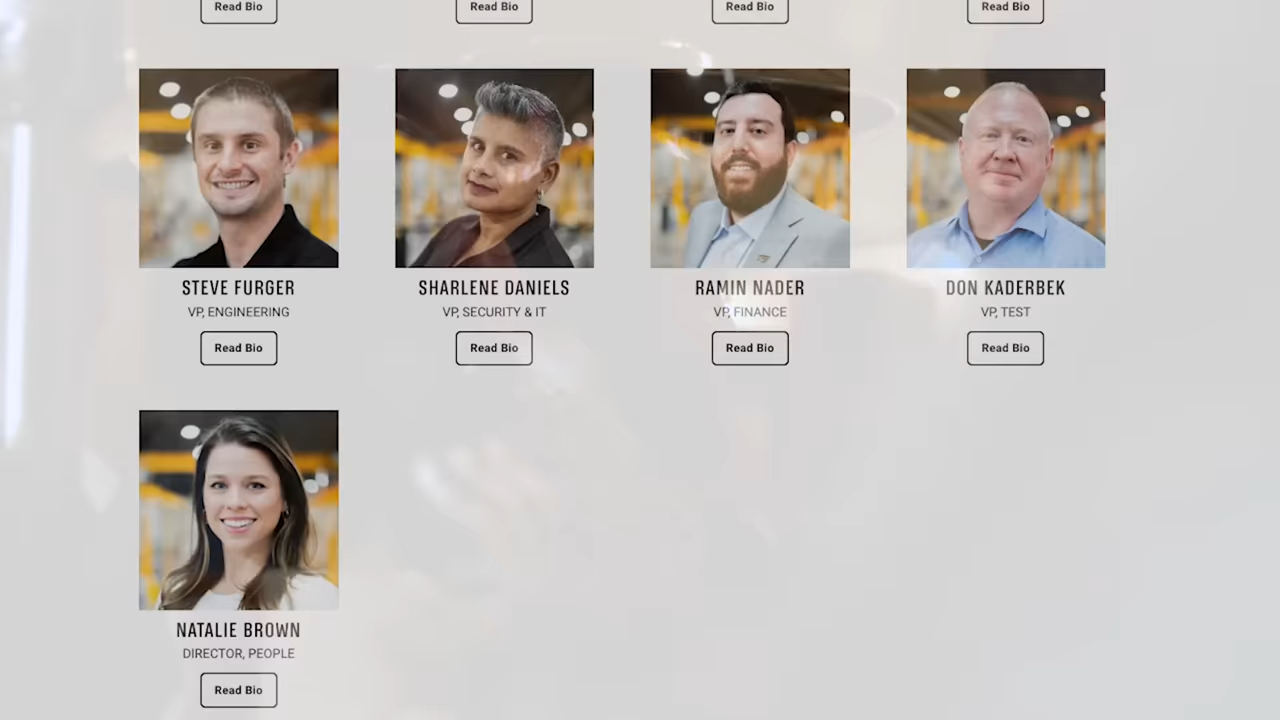 Read Bio Read Bio Read Bio Read Bio
STEVE FURGER SHARLENE DANIELS RAMIN NADER DON KADERBEK
VP, ENGINEERING VP, SECURITY & IT VP, FINANCE VP, TEST
Read Bio Read Bio Read Bio Read Bio
NATALIE BROWN
DIRECTOR, PEOPLE
Read Bio